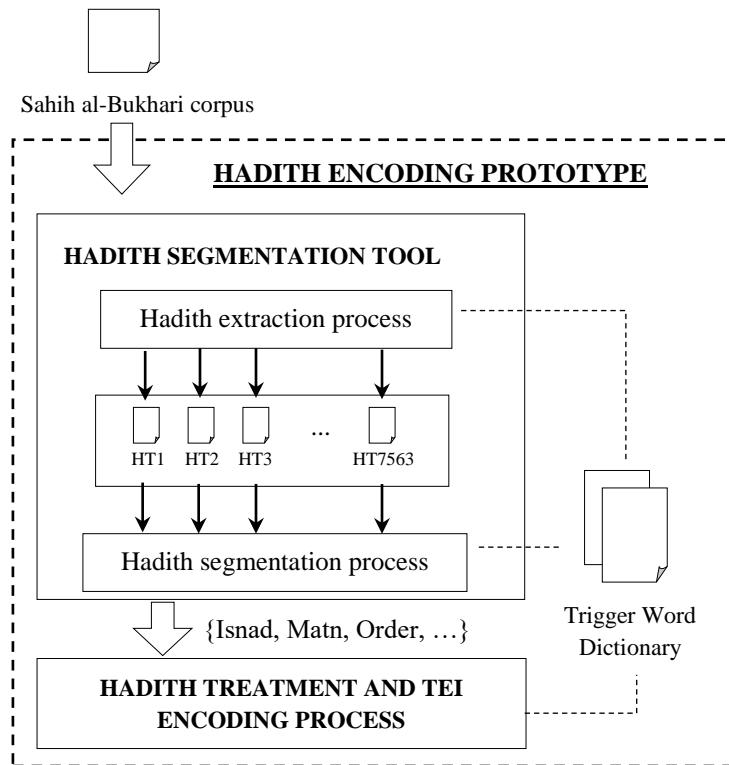 Sahih al-Bukhari corpus
HADITH ENCODING PROTOTYPE
HADITH SEGMENTATION TOOL
Hadith extraction process
HT1 HT2 HT3 ... HT7563
Hadith segmentation process
{Isnad, Matn, Order, …}
Trigger Word
Dictionary
HADITH TREATMENT AND TEI
ENCODING PROCESS